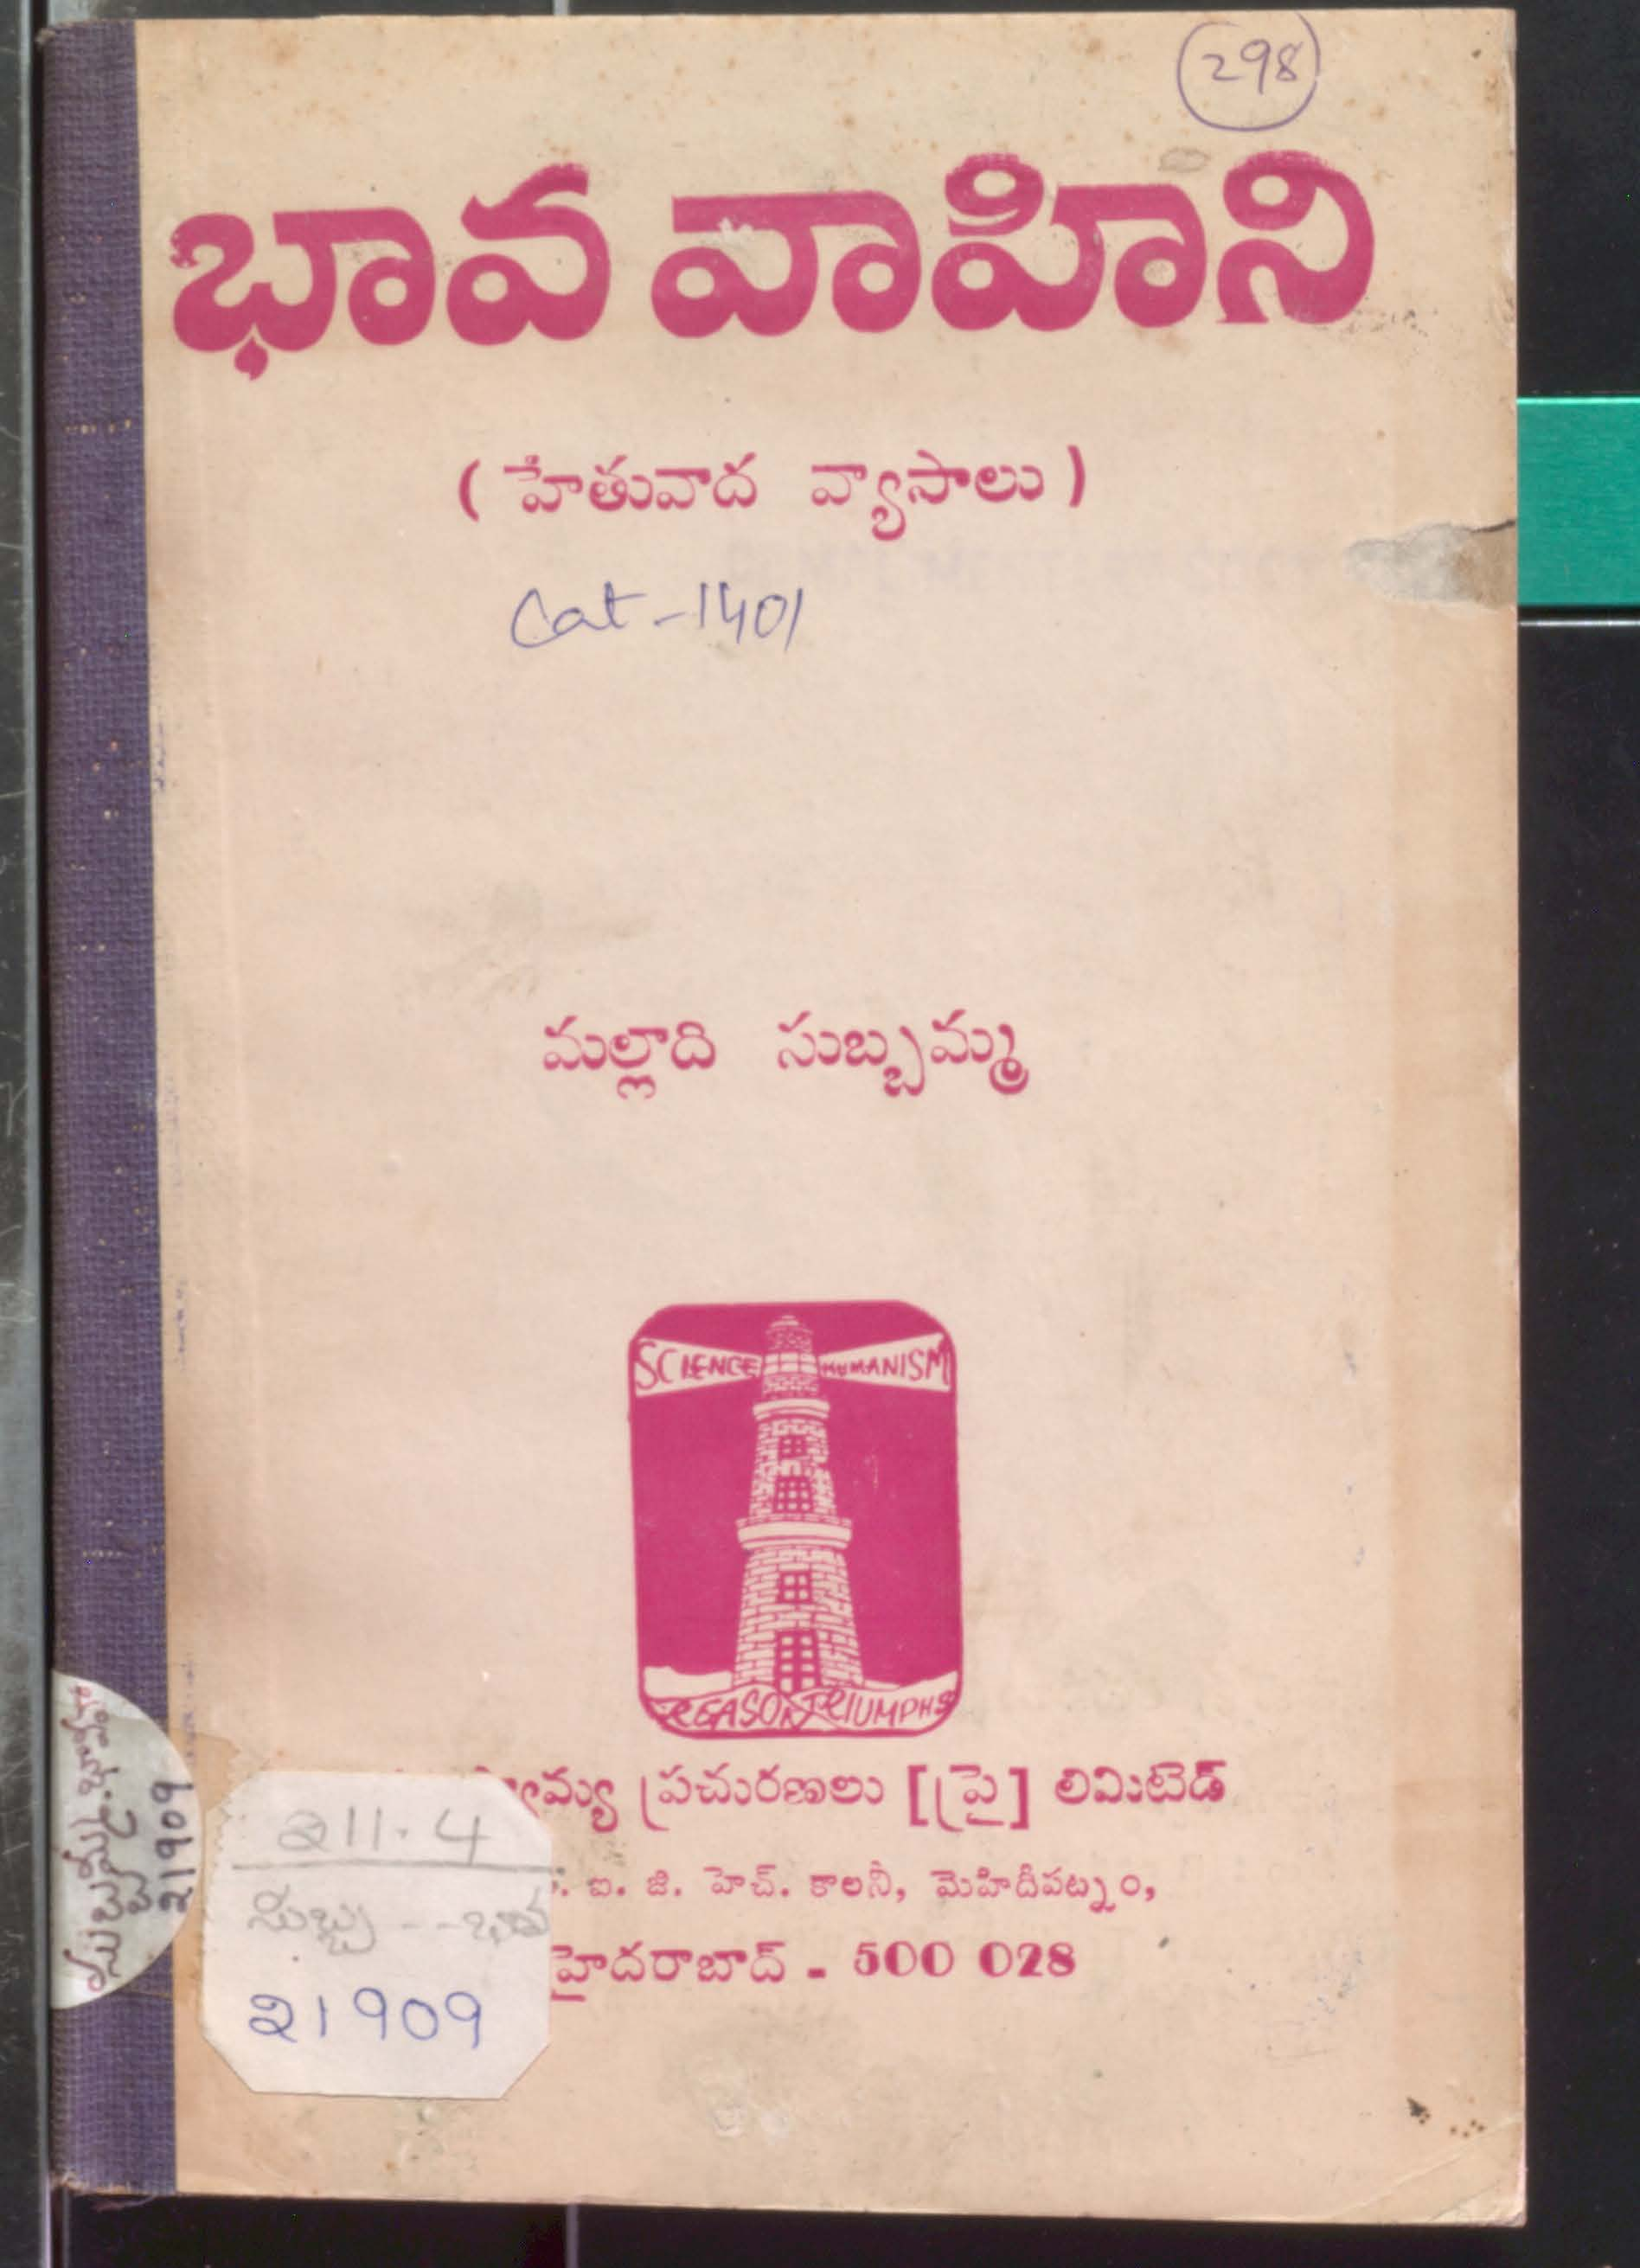 298
భావ వాహిని
( హేతువాద వ్యాసాలు )
Cat-1401
మల్లాది సుబ్బమ్మ
SCIENCE HUMANISM
REASON TRIUMPHS
ప్రచురణలు [ప్రై] లిమిటెడ్
ఐ. జి. హెచ్. కాలనీ, మెహిదీపట్నం,
హైదరాబాద్ - 500 028
211.4
సుబ్బ --భావ
21909
21909